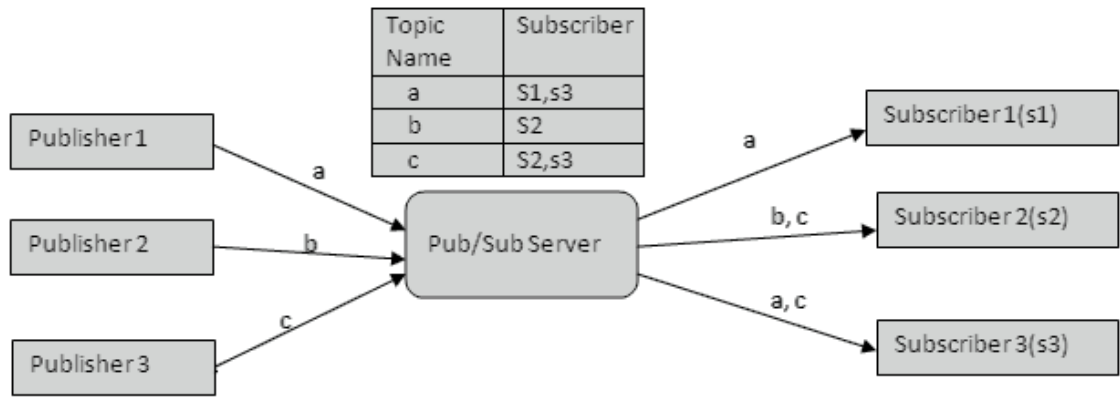 Topic Name Subscriber
a S1,s3
b S2
c S2,s3
Publisher 1
a
Publisher 2
b
Publisher 3
c
Pub/Sub Server
a
Subscriber 1(s1)
b, c
Subscriber 2(s2)
a, c
Subscriber 3(s3)